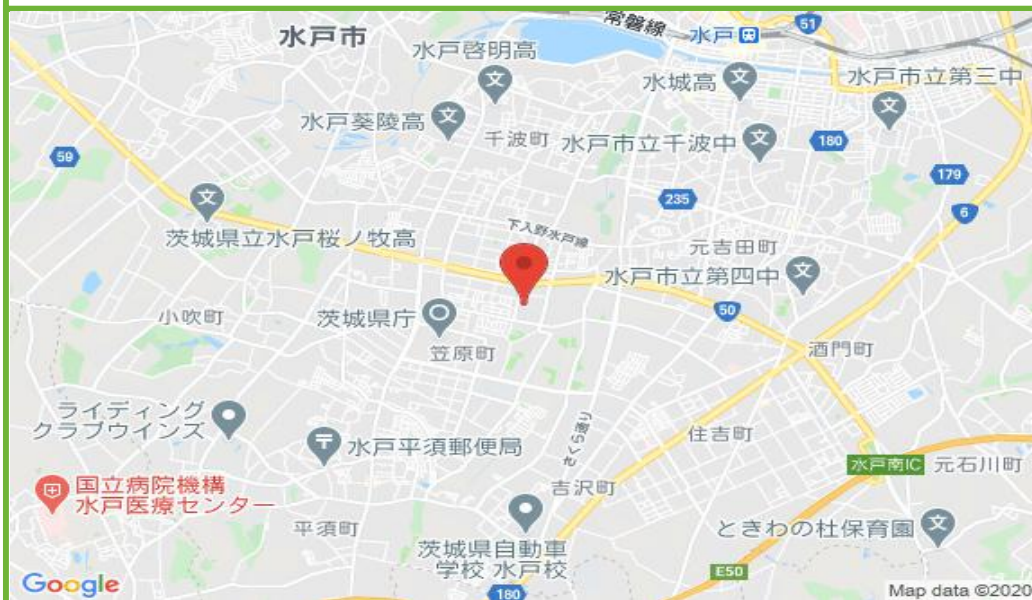 常磐線
51
水戸市
水戸
水戸啓明高
水城高
水戸市立第三中
水戸葵陵高
千波町
水戸市立千波中
180
59
179
235
6
下入野水戸線
茨城県立水戸桜ノ牧高
元吉田町
水戸市立第四中
小吹町
茨城県庁
50
笠原町
酒門町
ライディング
クラブウインズ
さくら通り
住吉町
水戸平須郵便局
水戸南IC
元石川町
国立病院機構
水戸医療センター
吉沢町
平須町
ときわの杜保育園
茨城県自動車
学校 水戸校
E50
Google
180
Map data ©2020